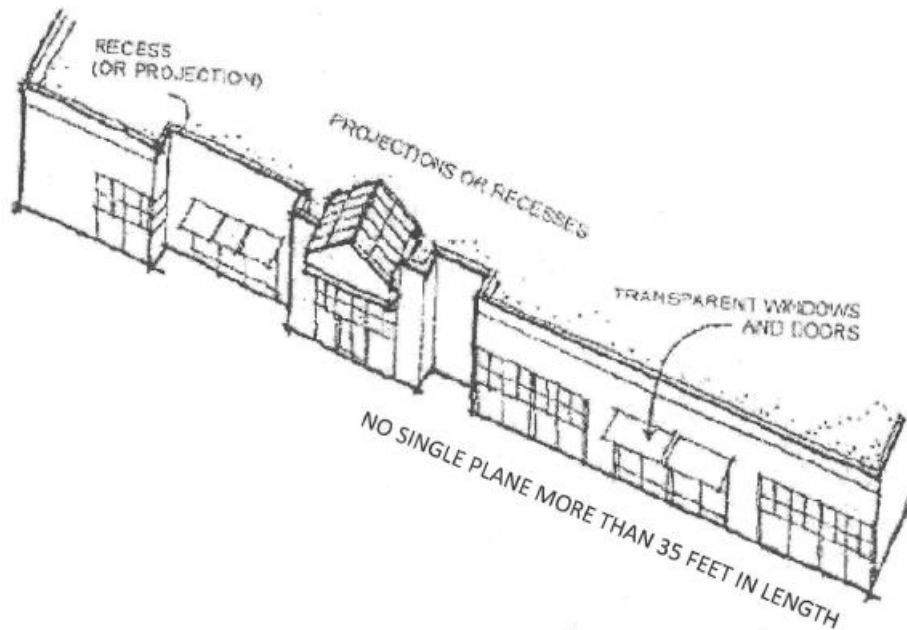 RECESS
(OR PROJECTION)
PROJECTIONS OR RECESSES
TRANSPARENT WINDOWS
AND DOORS
NO SINGLE PLANE MORE THAN 35 FEET IN LENGTH